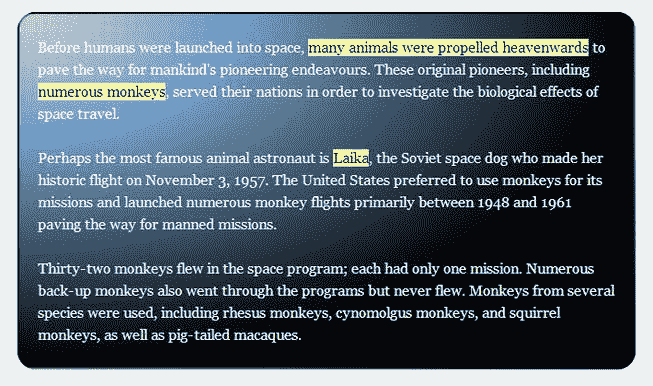 Before humans were launched into space, many animals were propelled heavenwards to
pave the way for mankind's pioneering endeavours. These original pioneers, including
numerous monkeys, served their nations in order to investigate the biological effects of
space travel.
Perhaps the most famous animal astronaut is Laika, the Soviet space dog who made her
historic flight on November 3, 1957. The United States preferred to use monkeys for its
missions and launched numerous monkey flights primarily between 1948 and 1961
paving the way for manned missions.
Thirty-two monkeys flew in the space program; each had only one mission. Numerous
back-up monkeys also went through the programs but never flew. Monkeys from several
species were used, including rhesus monkeys, cynomolgus monkeys, and squirrel
monkeys, as well as pig-tailed macaques.